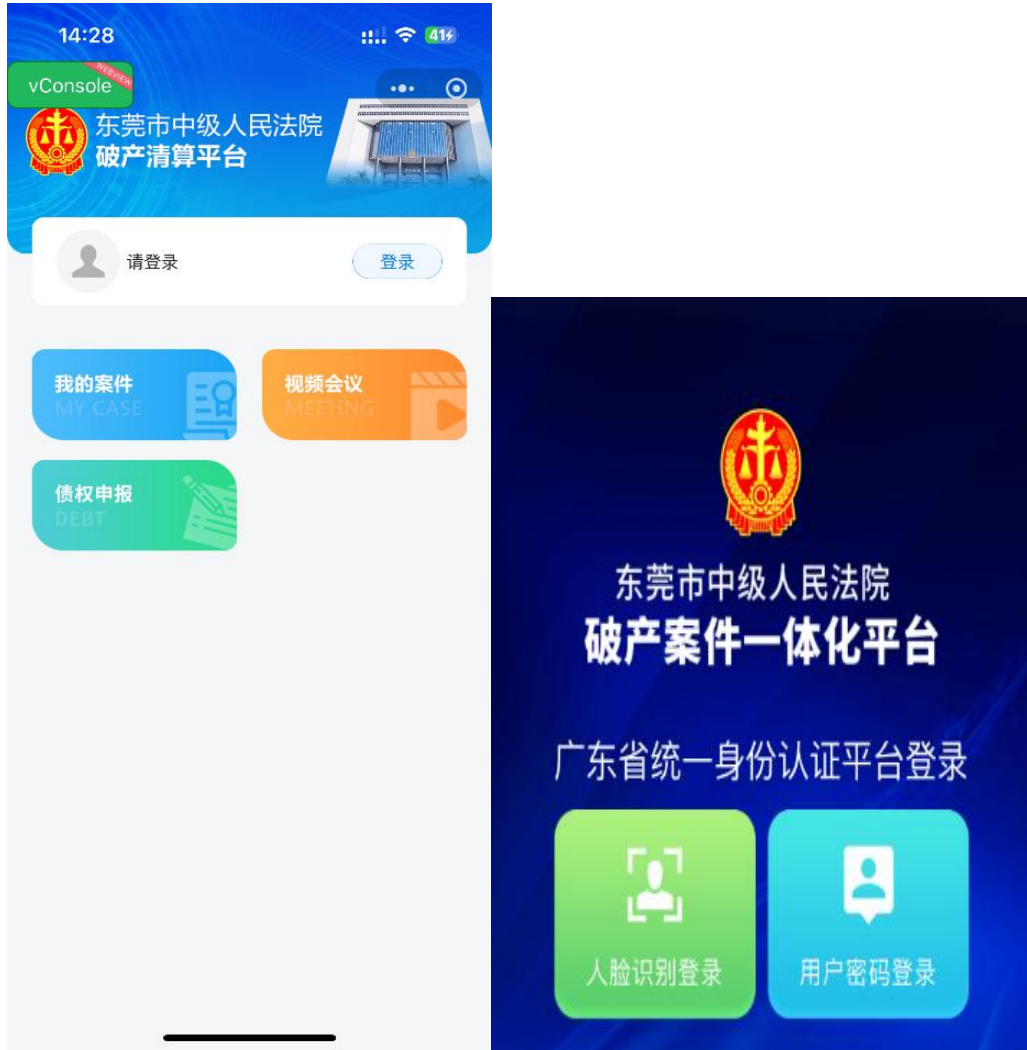 14:28
41
vConsole
WEBVIEW
东莞市中级人民法院
破产清算平台
请登录
登录
我的案件
MY CASE
视频会议
MEETING
债权申报
DEBT
东莞市中级人民法院
破产案件一体化平台
广东省统一身份认证平台登录
人脸识别登录
用户密码登录